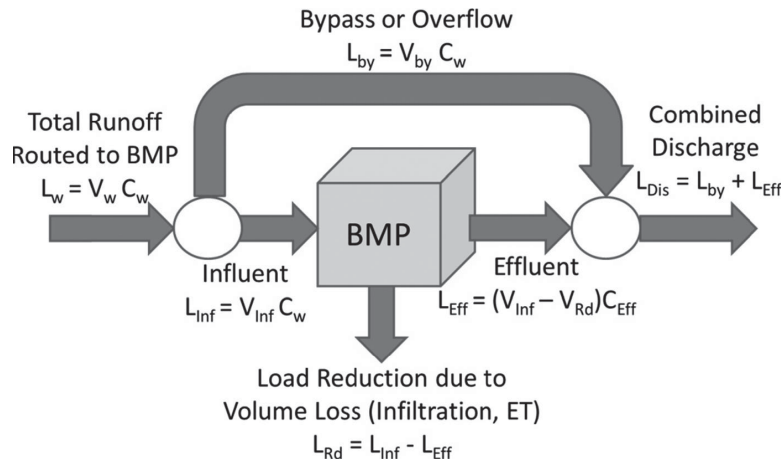 Bypass or Overflow
L_by = V_by C_w
Total Runoff
Routed to BMP
L_w = V_w C_w
Combined
Discharge
L_Dis = L_by + L_Eff
BMP
Influent
L_Inf = V_Inf C_w
Effluent
L_Eff = (V_Inf – V_Rd)C_Eff
Load Reduction due to
Volume Loss (Infiltration, ET)
L_Rd = L_Inf - L_Eff